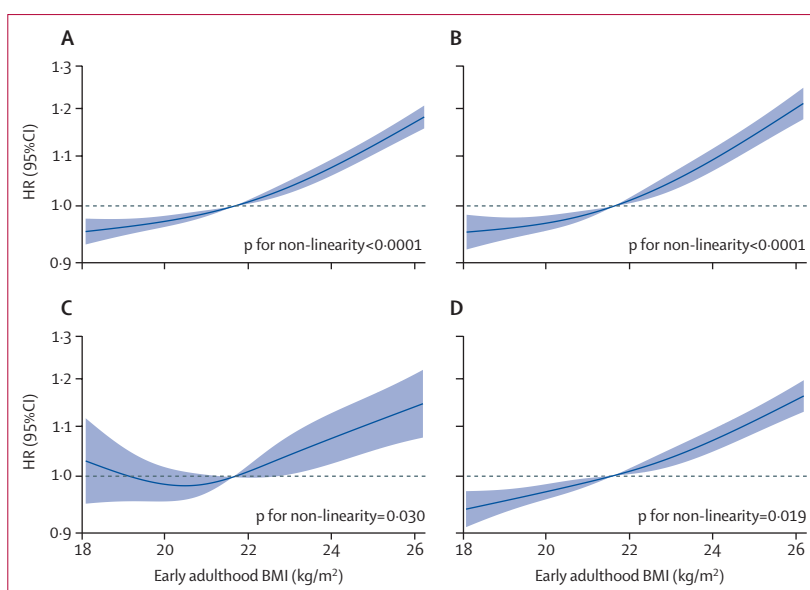 A
B
1·3
1·2
1·1
1·0
0·9
HR (95%CI)
p for non-linearity<0·0001
p for non-linearity<0·0001
C
D
1·3
1·2
1·1
1·0
0·9
HR (95%CI)
p for non-linearity=0·030
p for non-linearity=0·019
18 20 22 24 26
18 20 22 24 26
Early adulthood BMI (kg/m²)
Early adulthood BMI (kg/m²)